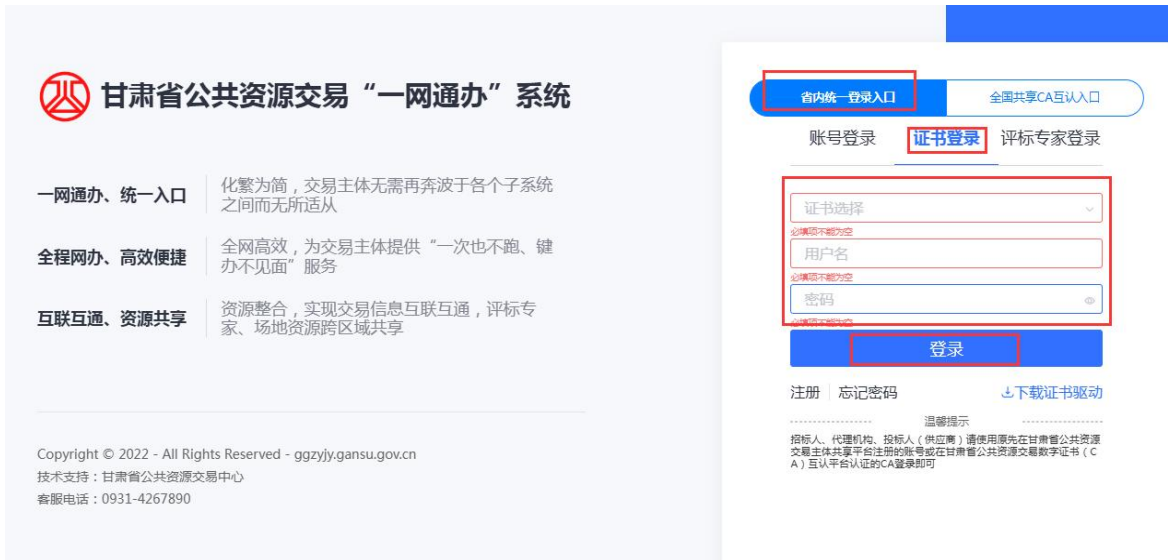 甘肃省公共资源交易“一网通办”系统
一网通办、统一入口
化繁为简，交易主体无需再奔波于各个子系统
之间而无所适从
全程网办、高效便捷
全网高效，为交易主体提供“一次也不跑、键
办不见面”服务
互联互通、资源共享
资源整合，实现交易信息互联互通，评标专
家、场地资源跨区域共享
Copyright © 2022 - All Rights Reserved - ggzyjy.gansu.gov.cn
技术支持：甘肃省公共资源交易中心
客服电话：0931-4267890
省内统一登录入口
全国共享CA互认入口
账号登录 证书登录 评标专家登录
证书选择
必填项不能为空
用户名
必填项不能为空
密码
必填项不能为空
登录
注册 忘记密码 下载证书驱动
温馨提示
招标人、代理机构、投标人（供应商）请使用原先在甘肃省公共资源
交易主体共享平台注册的账号或在甘肃省公共资源交易数字证书（C
A）互认平台认证的CA登录即可